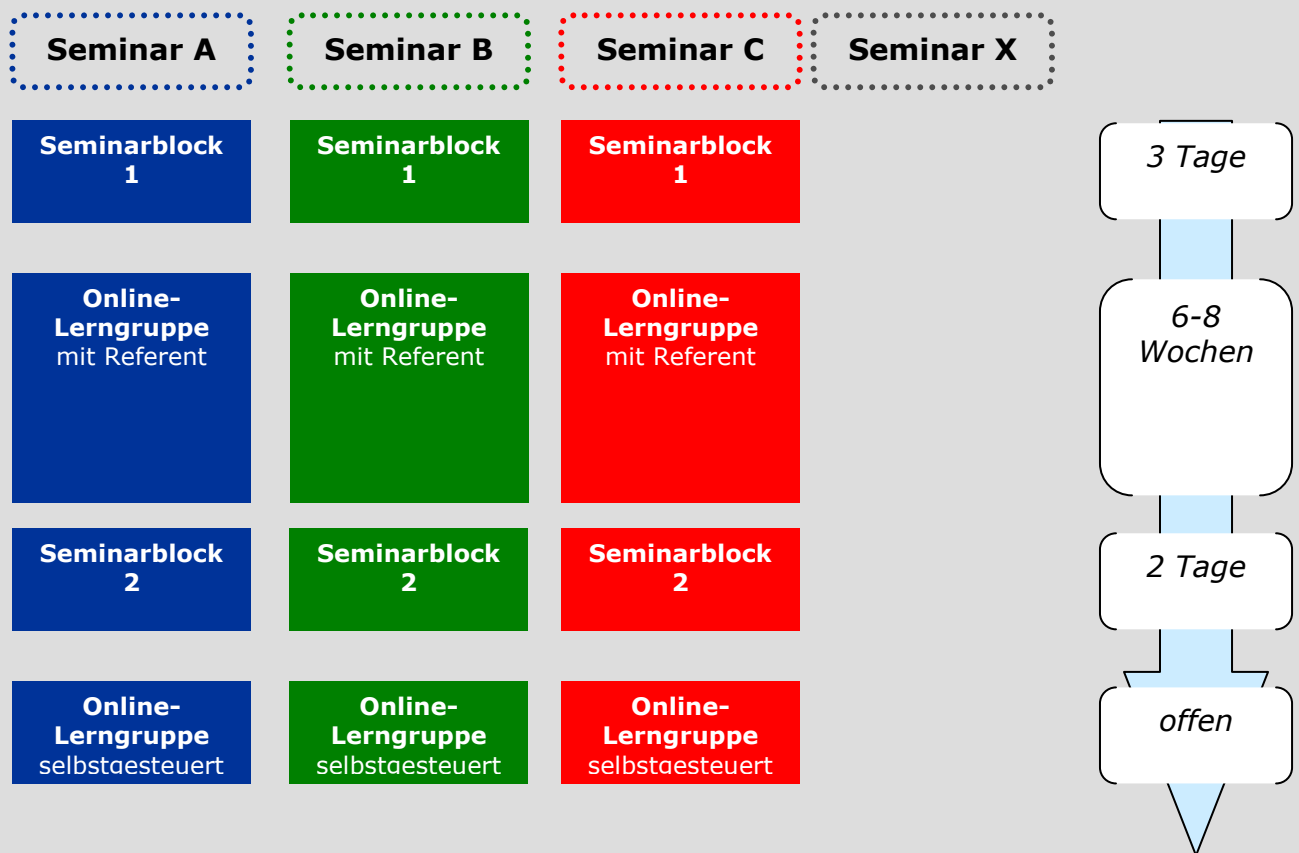 Seminar A
Seminar B
Seminar C
Seminar X
Seminarblock
1
Seminarblock
1
Seminarblock
1
3 Tage
Online-
Lerngruppe
mit Referent
Online-
Lerngruppe
mit Referent
Online-
Lerngruppe
mit Referent
6-8
Wochen
Seminarblock
2
Seminarblock
2
Seminarblock
2
2 Tage
Online-
Lerngruppe
selbstgesteuert
Online-
Lerngruppe
selbstgesteuert
Online-
Lerngruppe
selbstgesteuert
offen